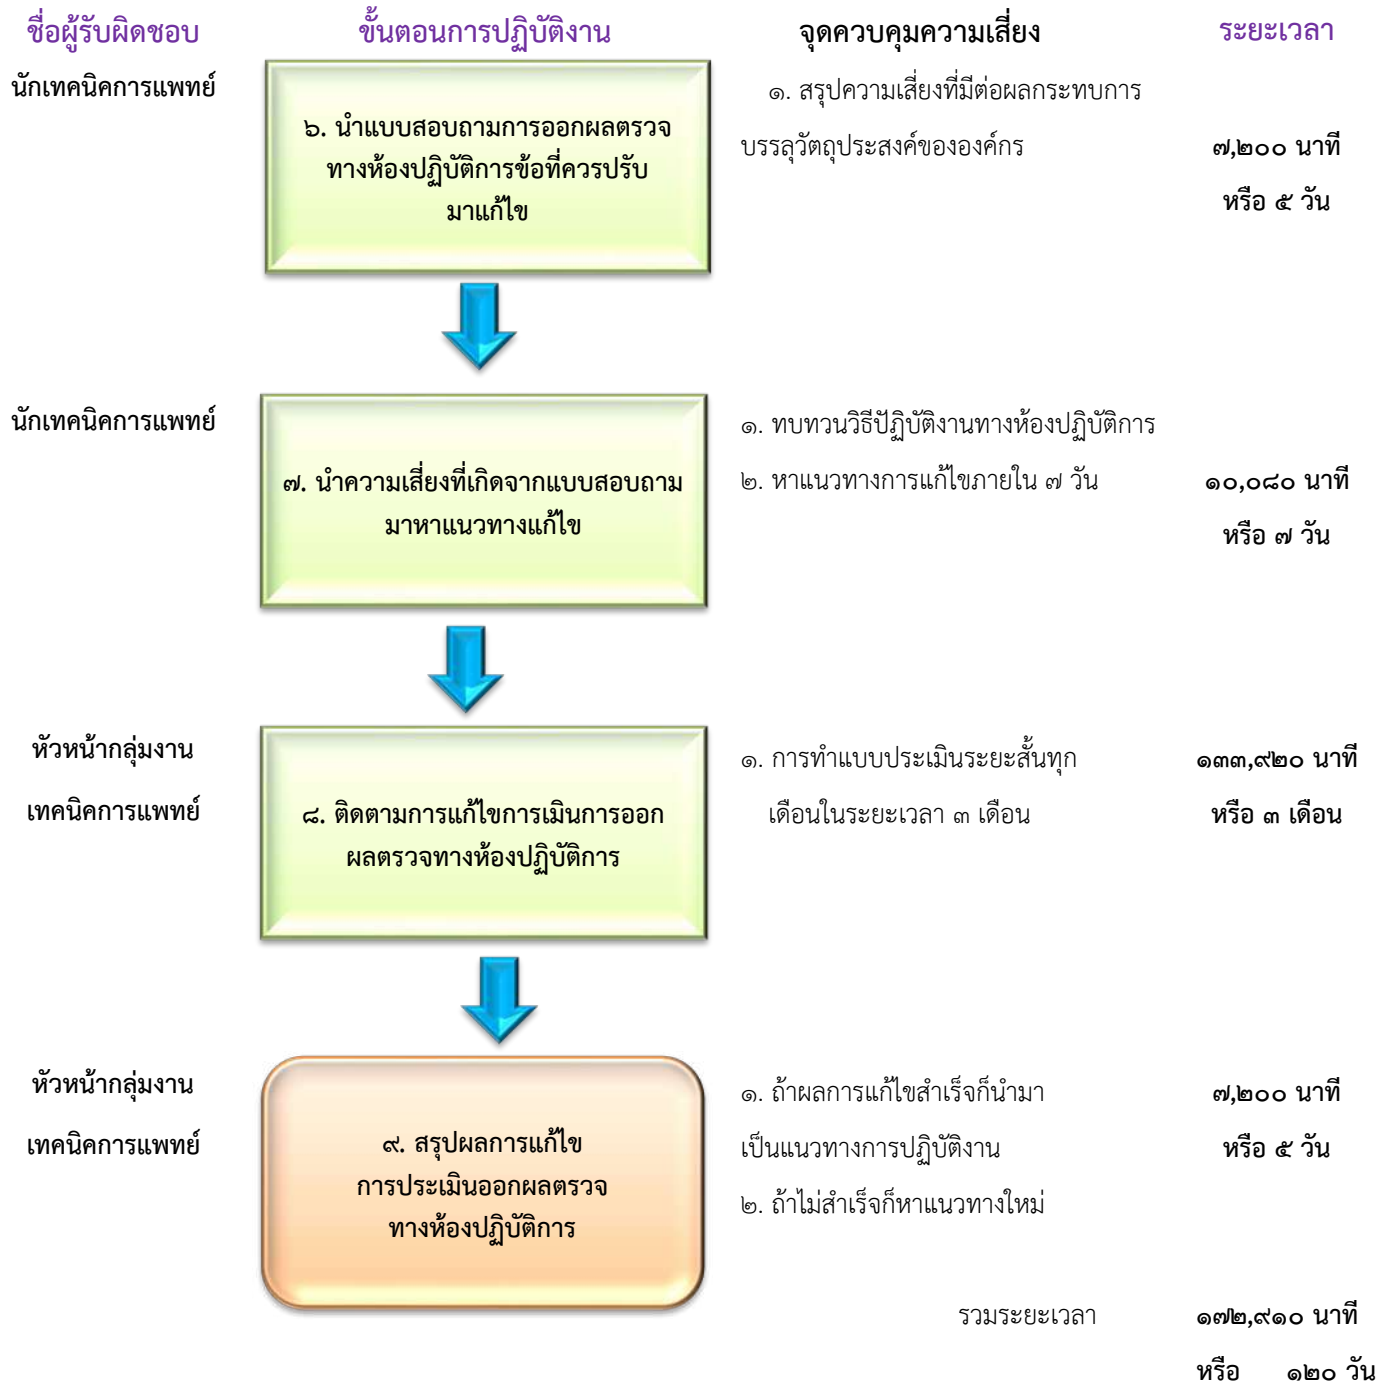 ชื่อผู้รับผิดชอบ ขั้นตอนการปฏิบัติงาน จุดควบคุมความเสี่ยง ระยะเวลา
นักเทคนิคการแพทย์
๖. นำแบบสอบถามการออกผลตรวจ
ทางห้องปฏิบัติการข้อที่ควรปรับ
มาแก้ไข
๑. สรุปความเสี่ยงที่มีต่อผลกระทบการ
บรรลุวัตถุประสงค์ขององค์กร
๗,๒๐๐ นาที
หรือ ๕ วัน
นักเทคนิคการแพทย์
๗. นำความเสี่ยงที่เกิดจากแบบสอบถาม
มาหาแนวทางแก้ไข
๑. ทบทวนวิธีปัฏิบัติงานทางห้องปฏิบัติการ
๒. หาแนวทางการแก้ไขภายใน ๗ วัน
๑๐,๐๘๐ นาที
หรือ ๗ วัน
หัวหน้ากลุ่มงาน
เทคนิคการแพทย์
๘. ติดตามการแก้ไขการเมินการออก
ผลตรวจทางห้องปฏิบัติการ
๑. การทำแบบประเมินระยะสั้นทุก
เดือนในระยะเวลา ๓ เดือน
๑๓๓,๙๒๐ นาที
หรือ ๓ เดือน
หัวหน้ากลุ่มงาน
เทคนิคการแพทย์
๙. สรุปผลการแก้ไข
การประเมินออกผลตรวจ
ทางห้องปฏิบัติการ
๑. ถ้าผลการแก้ไขสำเร็จก็นำมา
เป็นแนวทางการปฏิบัติงาน
๒. ถ้าไม่สำเร็จก็หาแนวทางใหม่
๗,๒๐๐ นาที
หรือ ๕ วัน
รวมระยะเวลา ๑๗๒,๙๑๐ นาที
หรือ ๑๒๐ วัน